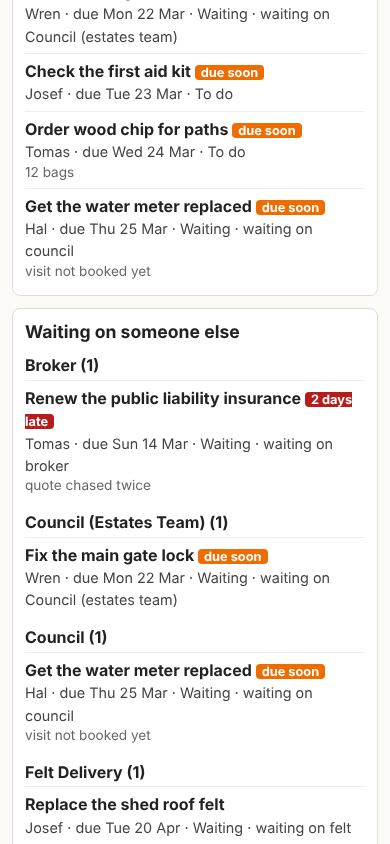 Wren · due Mon 22 Mar · Waiting · waiting on
Council (estates team)
Check the first aid kit due soon
Josef · due Tue 23 Mar · To do
Order wood chip for paths due soon
Tomas · due Wed 24 Mar · To do
12 bags
Get the water meter replaced due soon
Hal · due Thu 25 Mar · Waiting · waiting on
council
visit not booked yet
Waiting on someone else
Broker (1)
Renew the public liability insurance 2 days
late
Tomas · due Sun 14 Mar · Waiting · waiting on
broker
quote chased twice
Council (Estates Team) (1)
Fix the main gate lock due soon
Wren · due Mon 22 Mar · Waiting · waiting on
Council (estates team)
Council (1)
Get the water meter replaced due soon
Hal · due Thu 25 Mar · Waiting · waiting on
council
visit not booked yet
Felt Delivery (1)
Replace the shed roof felt
Josef · due Tue 20 Apr · Waiting · waiting on felt